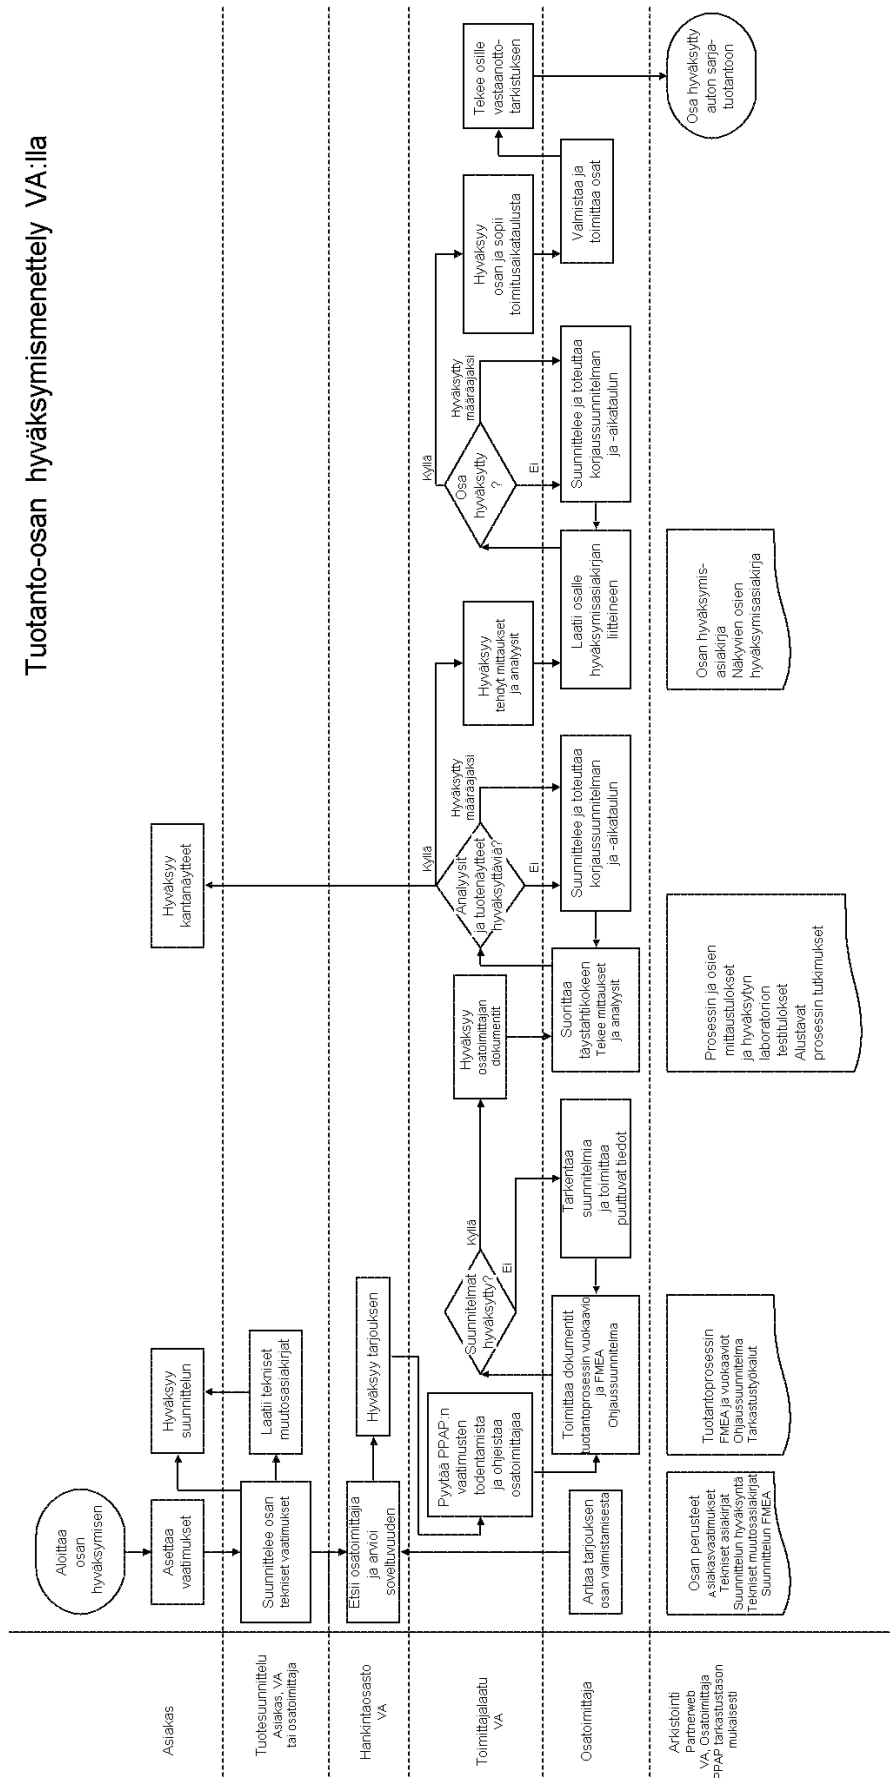 Tuotanto-osan hyväksymismenettely VA:lla
Asiakas
Aloittaa
osan
hyväksymisen
Asettaa
vaatimukset
Hyväksyy
suunnittelun
Hyväksyy
kantanäytteet
Tuotesuunnittelu
Asiakas, VA
tai osatoimittaja
Suunnittelee osan
tekniset vaatimukset
Laatii tekniset
muutosasiakirjat
Hankintaosasto
VA
Etsii osatoimittajia
ja arvioi
soveltuvuuden
Hyväksyy tarjouksen
Toimittajalaatu
VA
Pyytää PPAP:n
vaatimusten
todentamista
ja ohjeistaa
osatoimittajaa
Suunnitelmat
hyväksytty?
Kyllä
Ei
Hyväksyy
osatoimittajan
dokumentit
Analyysit
ja tuotenäytteet
hyväksyttäviä?
Kyllä
Hyväksytty
määräajaksi
Ei
Hyväksyy
tehdyt mittaukset
ja analyysit
Osa
hyväksytty
?
Kyllä
Hyväksytty
määräajaksi
Ei
Hyväksyy
osan ja sopii
toimitusaikataulusta
Tekee osille
vastaanotto-
tarkistuksen
Osatoimittaja
Antaa tarjouksen
osan valmistamisesta
Toimittaa dokumentit
tuotantoprosessin vuokaavio
ja FMEA
Ohjaussuunnitelma
Tarkentaa
suunnitelmia
ja toimittaa
puuttuvat tiedot
Suorittaa
täystahtikokeen
Tekee mittaukset
ja analyysit
Suunnittelee ja toteuttaa
korjaussuunnitelman
ja -aikataulun
Laatii osalle
hyväksymisasiakirjan
liitteineen
Suunnittelee ja toteuttaa
korjaussuunnitelman
ja -aikataulun
Valmistaa ja
toimittaa osat
Arkistointi
Partnerweb
VA, Osatoimittaja
PPAP tarkastustason
mukaisesti
Osan perusteet
Asiakasvaatimukset
Tekniset asiakirjat
Suunnittelun hyväksyntä
Tekniset muutosasiakirjat
Suunnittelun FMEA
Tuotantoprosessin
FMEA ja vuokaaviot
Ohjaussuunnitelma
Tarkastustyökalut
Prosessin ja osien
mittaustulokset
ja hyväksytyn
laboratorion
testitulokset
Alustavat
prosessin tutkimukset
Osan hyväksymis-
asiakirja
Näkyvien osien
hyväksymisasiakirja
Osa hyväksytty
auton sarja-
tuotantoon